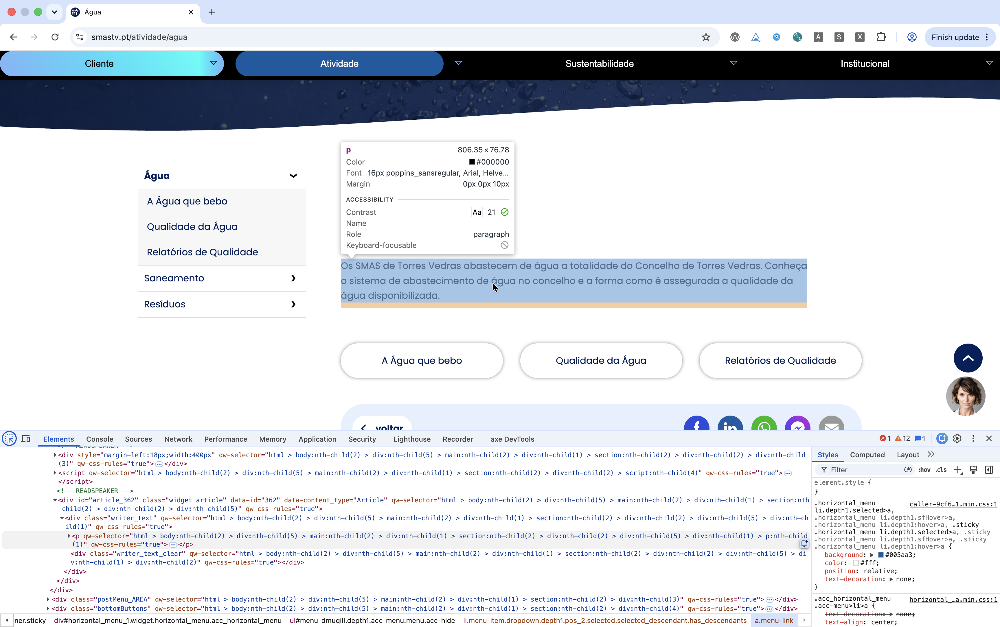 Água
smastv.pt/atividade/agua
A S X Finish update
Cliente Atividade Sustentabilidade Institucional
Água
A Água que bebo
Qualidade da Água
Relatórios de Qualidade
Saneamento
Resíduos
p 806.35×76.78
Color #000000
Font 16px poppins_sansregular, Arial, Helve...
Margin 0px 0px 10px
ACCESSIBILITY
Contrast Aa 21
Name
Role paragraph
Keyboard-focusable
Os SMAS de Torres Vedras abastecem de água a totalidade do Concelho de Torres Vedras. Conheça
o sistema de abastecimento de água no concelho e a forma como é assegurada a qualidade da
água disponibilizada.
A Água que bebo Qualidade da Água Relatórios de Qualidade
voltar
Elements Console Sources Network Performance Memory Application Security Lighthouse Recorder axe DevTools 1 12 1
<!-- READSPEAKER -->
<div style="margin-left:18px;width:400px" qw-selector="html > body:nth-child(2) > div:nth-child(5) > main:nth-child(2) > div:nth-child(1) > section:nth-child(2) > div:nth-child(2) > div:nth-child
(3)" qw-css-rules="true">…</div>
<script qw-selector="html > body:nth-child(2) > div:nth-child(5) > main:nth-child(2) > div:nth-child(1) > section:nth-child(2) > div:nth-child(2) > script:nth-child(4)" qw-css-rules="true">…
</script>
<!-- READSPEAKER -->
<div id="article_362" class="widget article" data-id="362" data-content_type="Article" qw-selector="html > body:nth-child(2) > div:nth-child(5) > main:nth-child(2) > div:nth-child(1) > section:nth
-child(2) > div:nth-child(2) > div:nth-child(5)" qw-css-rules="true">
<div class="writer_text" qw-selector="html > body:nth-child(2) > div:nth-child(5) > main:nth-child(2) > div:nth-child(1) > section:nth-child(2) > div:nth-child(2) > div:nth-child(5) > div:nth-ch
ild(1)" qw-css-rules="true">
<p qw-selector="html > body:nth-child(2) > div:nth-child(5) > main:nth-child(2) > div:nth-child(1) > section:nth-child(2) > div:nth-child(2) > div:nth-child(5) > div:nth-child(1) > p:nth-child
(1)" qw-css-rules="true">…</p>
<div class="writer_text_clear" qw-selector="html > body:nth-child(2) > div:nth-child(5) > main:nth-child(2) > div:nth-child(1) > section:nth-child(2) > div:nth-child(2) > div:nth-child(5) > di
v:nth-child(1) > div:nth-child(2)" qw-css-rules="true"></div>
</div>
</div>
</div>
<div class="postMenu_AREA" qw-selector="html > body:nth-child(2) > div:nth-child(5) > main:nth-child(2) > div:nth-child(1) > section:nth-child(2) > div:nth-child(3)" qw-css-rules="true">…</div>
<div class="bottomButtons" qw-selector="html > body:nth-child(2) > div:nth-child(5) > main:nth-child(2) > div:nth-child(1) > section:nth-child(2) > div:nth-child(4)" qw-css-rules="true">…</div>
ner.sticky div#horizontal_menu_1.widget.horizontal_menu.acc_horizontal_menu ul#menu-dmuqill.depth1.acc-menu.menu.acc-hide li.menu-item.dropdown.depth1.pos_2.selected.selected_descendant.has_descendants a.menu-link
Styles Computed Layout
Filter (.*) :hov .cls
element.style {
}
.horizontal_menu caller-9cf6…1.min.css:1
li.depth1.selected>a,
.horizontal_menu li.depth1.sfHover>a,
.horizontal_menu li.depth1:hover>a, .sticky
.horizontal_menu li.depth1.selected>a, .sticky
.horizontal_menu li.depth1.sfHover>a, .sticky
.horizontal_menu li.depth1:hover>a {
background: #005aa3;
color: #fff;
position: relative;
text-decoration: none;
}
.acc_horizontal_menu horizontal_…a.min.css:1
.acc-menu>li>a {
text-decoration: none;
text-align: center;